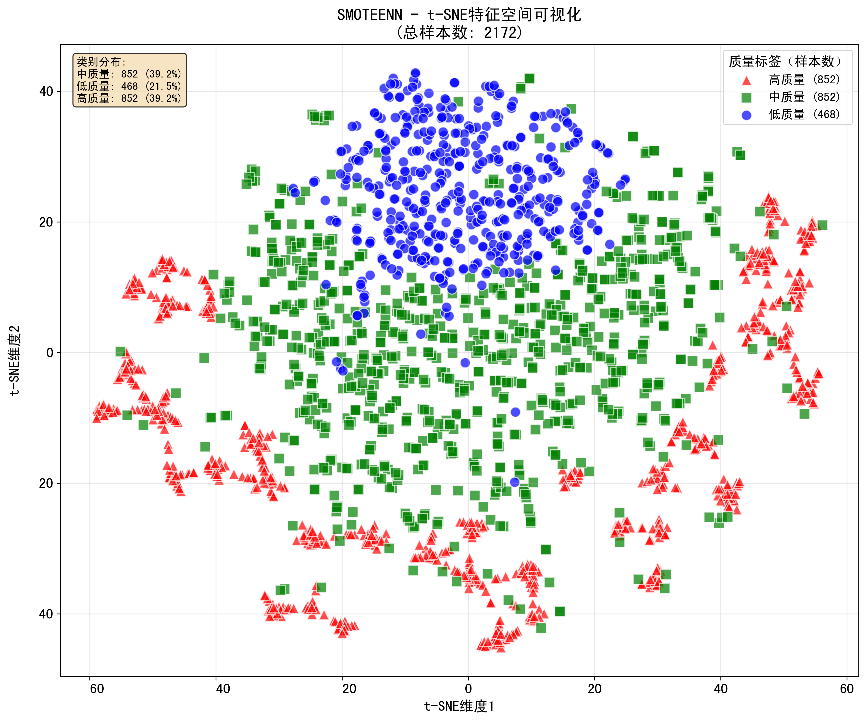 SMOTEENN - t-SNE特征空间可视化
(总样本数: 2172)
类别分布:
中质量: 852 (39.2%)
低质量: 468 (21.5%)
高质量: 852 (39.2%)
质量标签 (样本数)
高质量 (852)
中质量 (852)
低质量 (468)
40
20
0
20
40
t-SNE维度2
60
40
20
0
20
40
60
t-SNE维度1